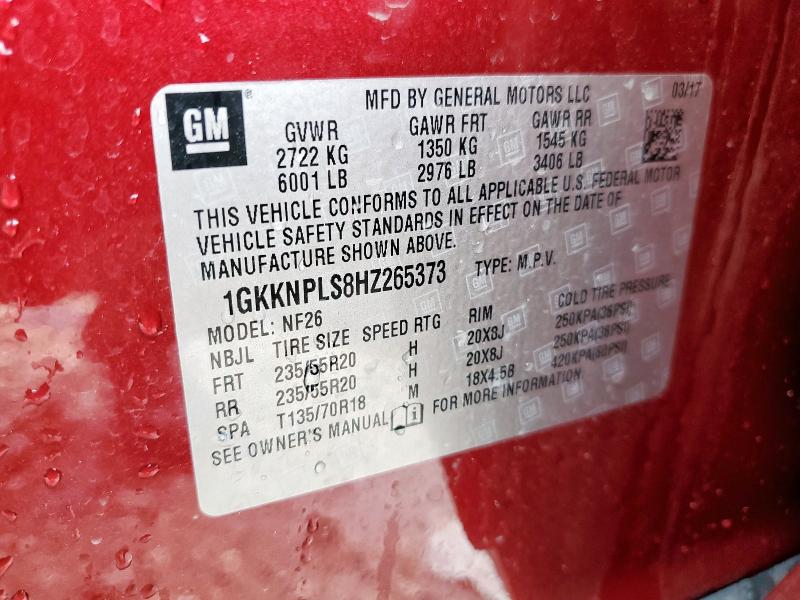 GM
MFD BY GENERAL MOTORS LLC 03/17
GVWR GAWR FRT GAWR RR
2722 KG 1350 KG 1545 KG
6001 LB 2976 LB 3406 LB
THIS VEHICLE CONFORMS TO ALL APPLICABLE U.S. FEDERAL MOTOR
VEHICLE SAFETY STANDARDS IN EFFECT ON THE DATE OF
MANUFACTURE SHOWN ABOVE.
1GKKNPLS8HZ265373 TYPE: M.P.V.
MODEL: NF26
NBJL TIRE SIZE SPEED RTG RIM COLD TIRE PRESSURE
FRT 235/55R20 H 20X8J 250KPA(36PSI)
RR 235/55R20 H 20X8J 250KPA(36PSI)
SPA T135/70R18 M 18X4.5B 420KPA(60PSI)
SEE OWNER'S MANUAL FOR MORE INFORMATION.